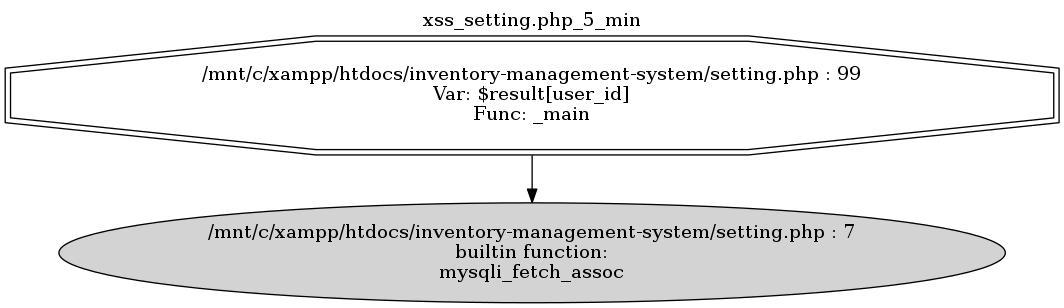 xss_setting.php_5_min
/mnt/c/xampp/htdocs/inventory-management-system/setting.php : 99
Var: $result[user_id]
Func: _main
/mnt/c/xampp/htdocs/inventory-management-system/setting.php : 7
builtin function:
mysqli_fetch_assoc